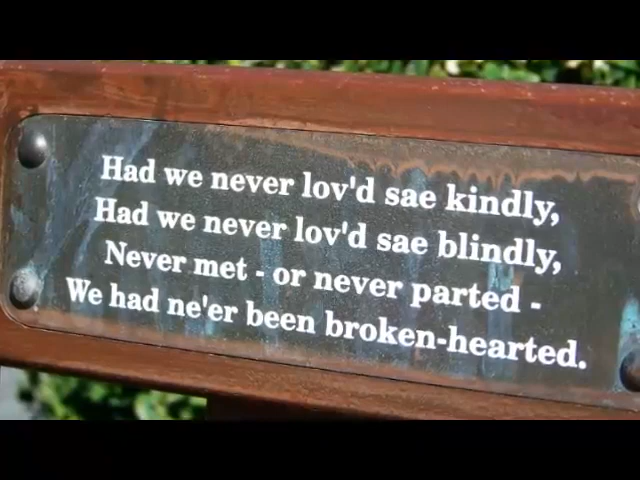 Had we never lov'd sae kindly,
Had we never lov'd sae blindly,
Never met - or never parted -
We had ne'er been broken-hearted.